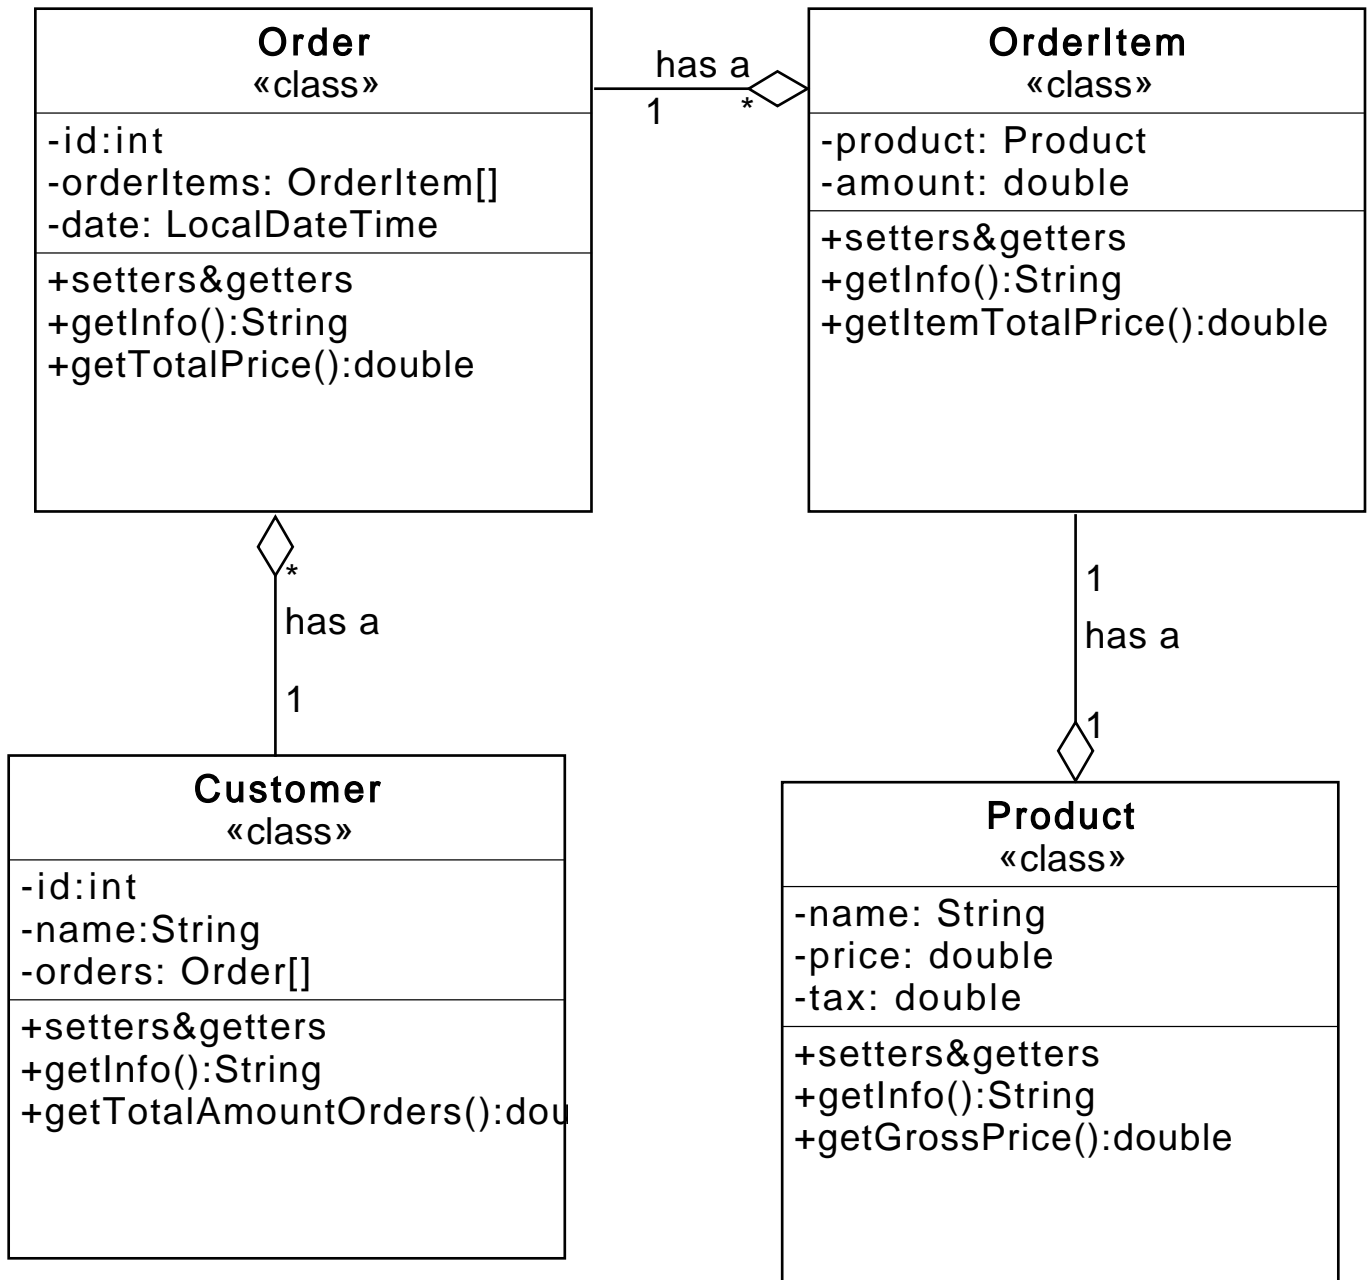 Order
«class»
-id:int
-orderItems: OrderItem[]
-date: LocalDateTime
+setters&getters
+getInfo():String
+getTotalPrice():double
has a
1
*
OrderItem
«class»
-product: Product
-amount: double
+setters&getters
+getInfo():String
+getItemTotalPrice():double
*
has a
1
1
has a
1
Customer
«class»
-id:int
-name:String
-orders: Order[]
+setters&getters
+getInfo():String
+getTotalAmountOrders():dou
Product
«class»
-name: String
-price: double
-tax: double
+setters&getters
+getInfo():String
+getGrossPrice():double